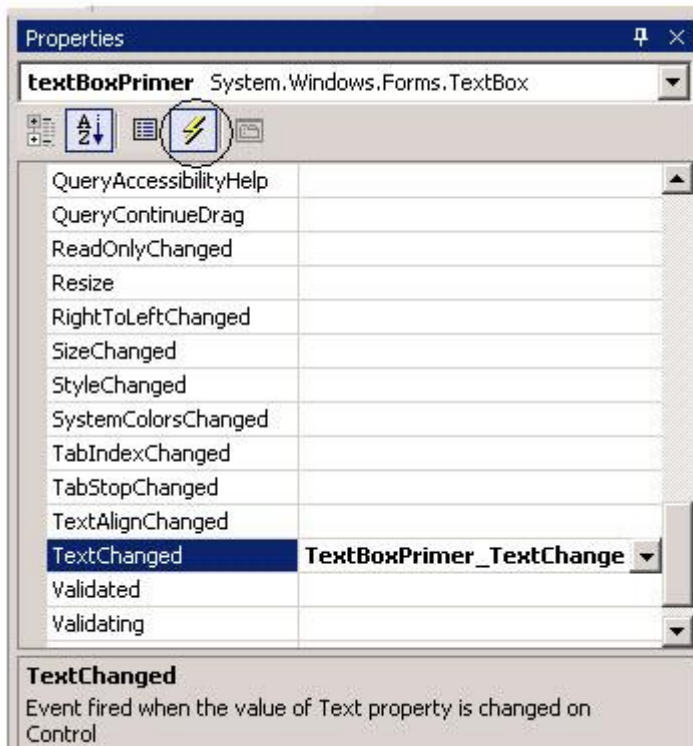 Properties
textBoxPrimer System.Windows.Forms.TextBox
QueryAccessibilityHelp
QueryContinueDrag
ReadOnlyChanged
Resize
RightToLeftChanged
SizeChanged
StyleChanged
SystemColorsChanged
TabIndexChanged
TabStopChanged
TextAlignChanged
TextChanged TextBoxPrimer_TextChange
Validated
Validating
TextChanged
Event fired when the value of Text property is changed on
Control